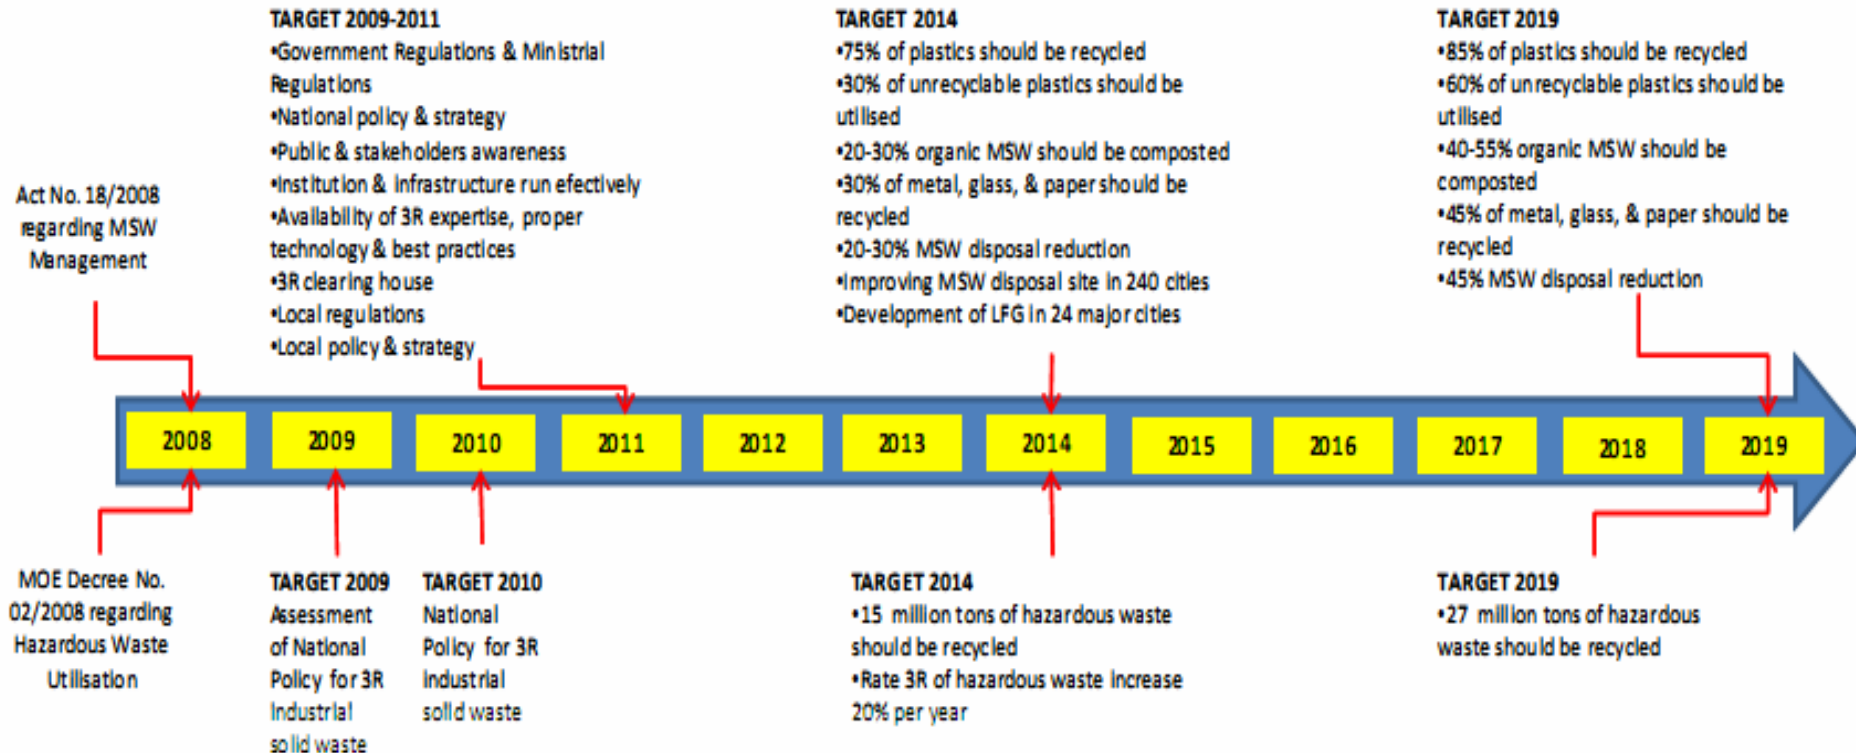 TARGET 2009-2011
•Government Regulations & Ministrial
Regulations
•National policy & strategy
•Public & stakeholders awareness
•Institution & infrastructure run efectively
•Availability of 3R expertise, proper
technology & best practices
•3R clearing house
•Local regulations
•Local policy & strategy
TARGET 2014
•75% of plastics should be recycled
•30% of unrecyclable plastics should be
utilised
•20-30% organic MSW should be composted
•30% of metal, glass, & paper should be
recycled
•20-30% MSW disposal reduction
•Improving MSW disposal site in 240 cities
•Development of LFG in 24 major cities
TARGET 2019
•85% of plastics should be recycled
•60% of unrecyclable plastics should be
utilised
•40-55% organic MSW should be
composted
•45% of metal, glass, & paper should be
recycled
•45% MSW disposal reduction
Act No. 18/2008
regarding MSW
Management
2008
2009
2010
2011
2012
2013
2014
2015
2016
2017
2018
2019
MOE Decree No.
02/2008 regarding
Hazardous Waste
Utilisation
TARGET 2009
Assessment
of National
Policy for 3R
industrial
solid waste
TARGET 2010
National
Policy for 3R
industrial
solid waste
TARGET 2014
•15 million tons of hazardous waste
should be recycled
•Rate 3R of hazardous waste increase
20% per year
TARGET 2019
•27 million tons of hazardous
waste should be recycled